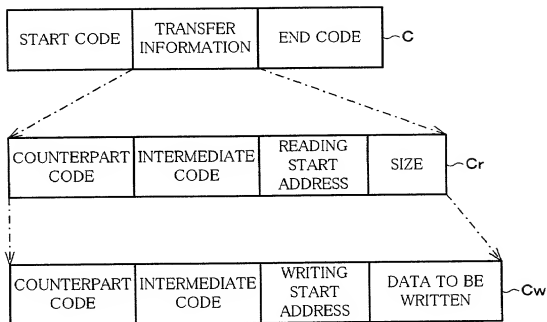 START CODE
TRANSFER
INFORMATION
END CODE
C
COUNTERPART
CODE
INTERMEDIATE
CODE
READING
START
ADDRESS
SIZE
Cr
COUNTERPART
CODE
INTERMEDIATE
CODE
WRITING
START
ADDRESS
DATA TO BE
WRITTEN
Cw